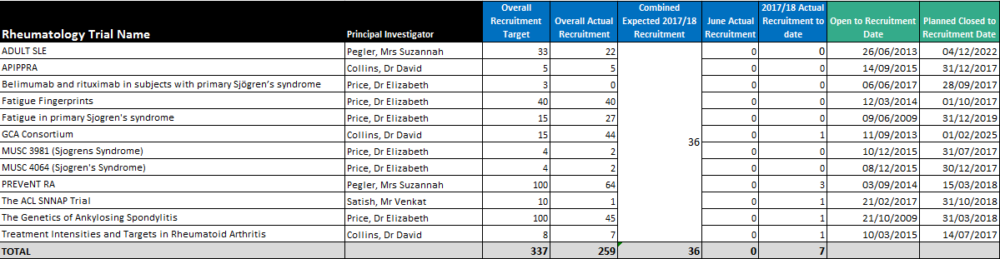 Rheumatology Trial Name Principal Investigator Overall Recruitment Target Overall Actual Recruitment Combined Expected 2017/18 Recruitment June Actual Recruitment 2017/18 Actual Recruitment to date Open to Recruitment Date Planned Closed to Recruitment Date
ADULT SLE Pegler, Mrs Suzannah 33 22 0 0 26/06/2013 04/12/2022
APIPPRA Collins, Dr David 5 5 0 0 14/09/2015 31/12/2017
Belimumab and rituximab in subjects with primary Sjögren's syndrome Price, Dr Elizabeth 3 0 0 0 06/06/2017 28/09/2017
Fatigue Fingerprints Price, Dr Elizabeth 40 40 0 0 12/03/2014 01/10/2017
Fatigue in primary Sjogren's syndrome Price, Dr Elizabeth 15 27 0 0 09/06/2009 31/12/2019
GCA Consortium Collins, Dr David 15 44 36 0 1 11/09/2013 01/02/2025
MUSC 3981 (Sjogrens Syndrome) Price, Dr Elizabeth 4 2 0 0 10/12/2015 31/07/2017
MUSC 4064 (Sjogren's Syndrome) Price, Dr Elizabeth 4 2 0 0 08/12/2015 30/12/2017
PREVeNT RA Pegler, Mrs Suzannah 100 64 0 3 03/09/2014 15/03/2018
The ACL SNNAP Trial Satish, Mr Venkat 10 1 0 1 21/02/2017 31/10/2018
The Genetics of Ankylosing Spondylitis Price, Dr Elizabeth 100 45 0 1 21/10/2009 31/03/2018
Treatment Intensities and Targets in Rheumatoid Arthritis Collins, Dr David 8 7 0 1 10/03/2015 14/07/2017
TOTAL 337 259 36 0 7